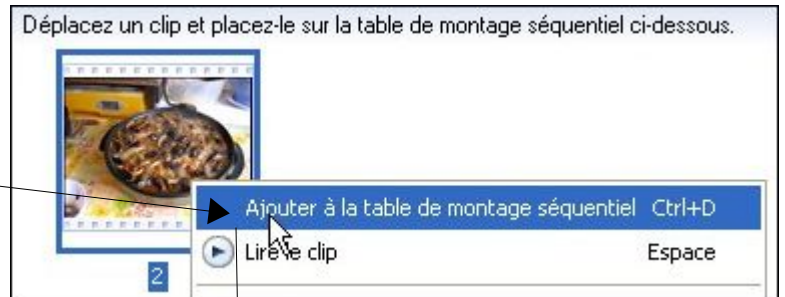 Déplacez un clip et placez-le sur la table de montage séquentiel ci-dessous.
Ajouter à la table de montage séquentiel Ctrl+D
Lire le clip Espace
2